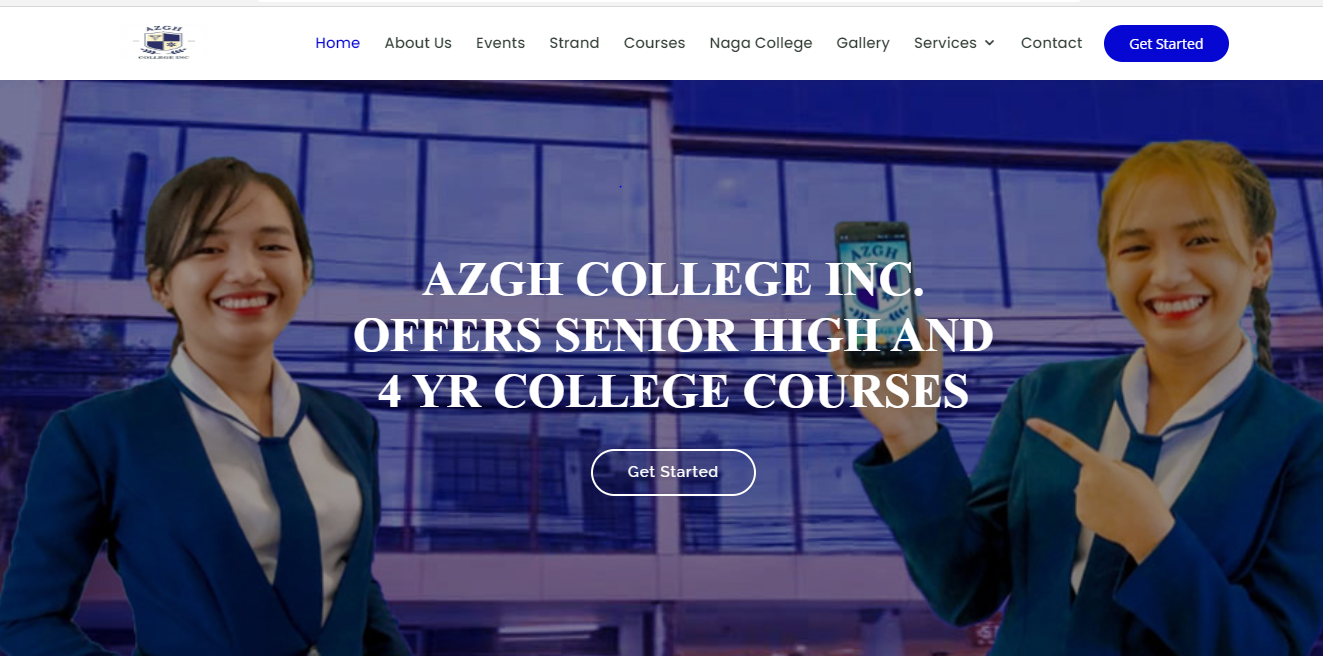 AZGH
COLLEGE INC
Home About Us Events Strand Courses Naga College Gallery Services Contact Get Started
AZGH
AZGH COLLEGE INC.
OFFERS SENIOR HIGH AND
4 YR COLLEGE COURSES
Get Started